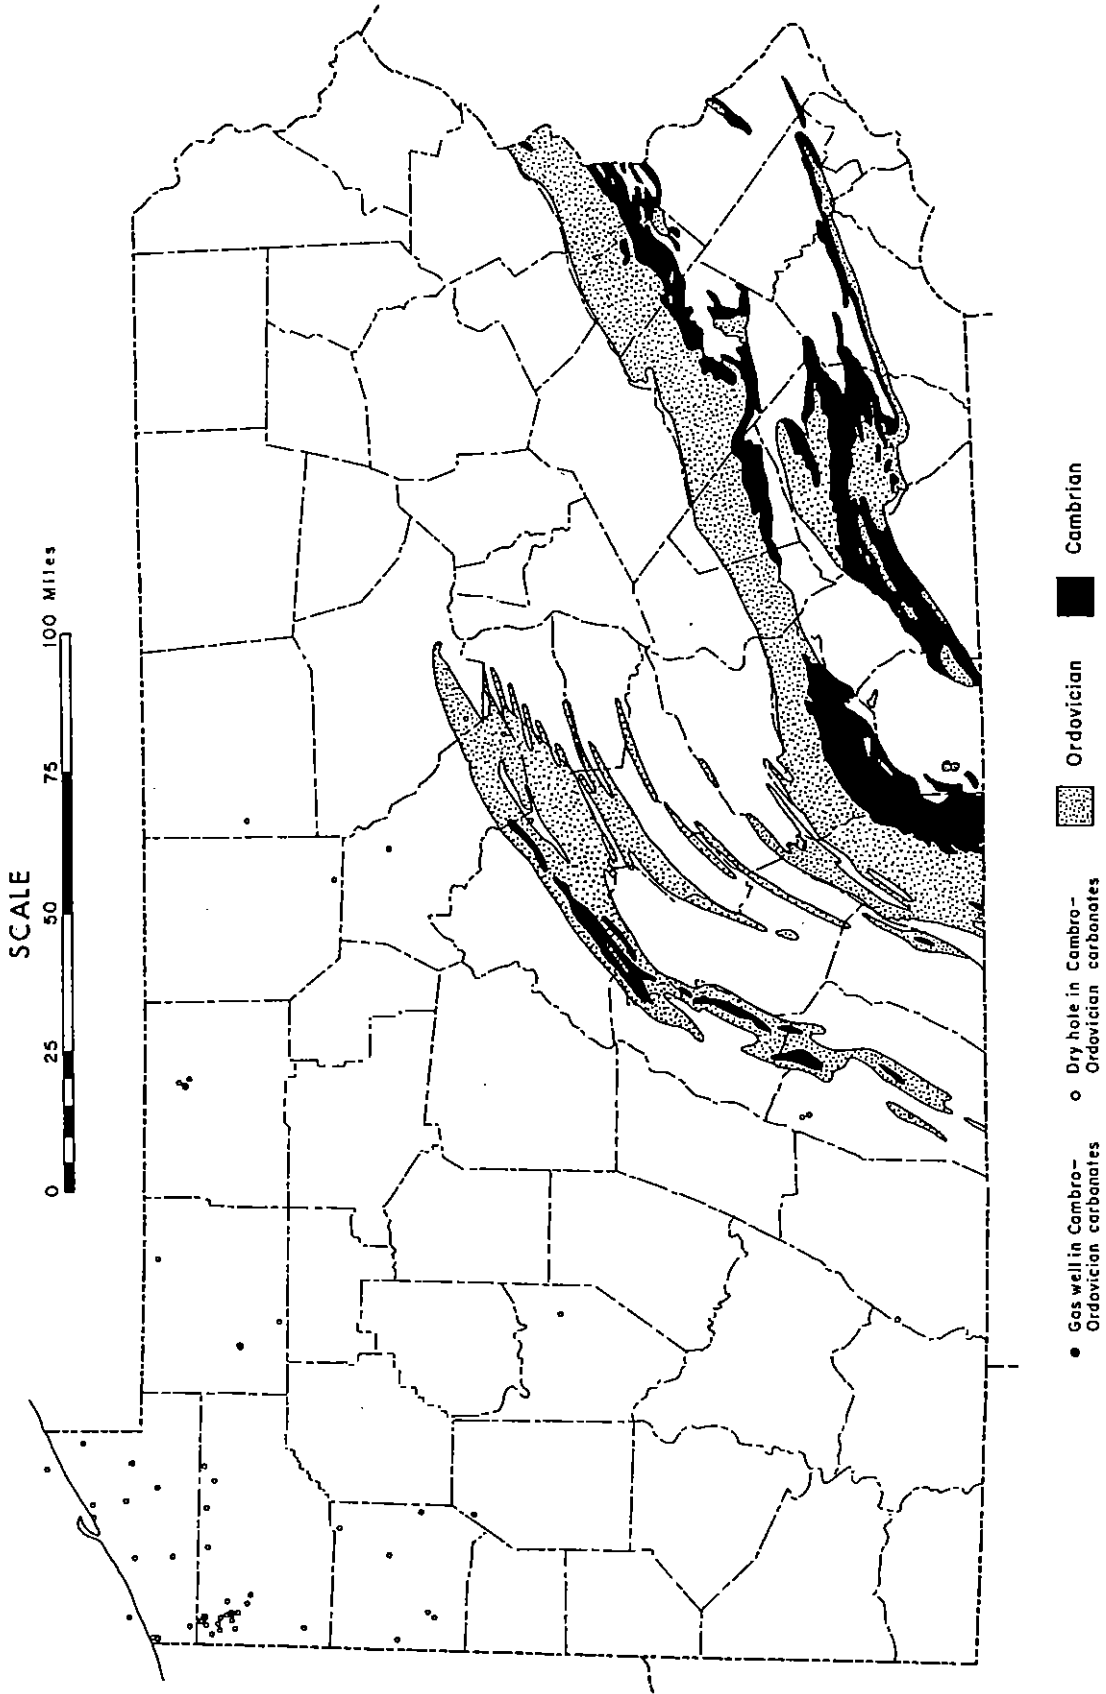 SCALE
0 25 50 75 100 Miles
● Gas well in Cambro-
Ordovician carbonates
○ Dry hole in Cambro-
Ordovician carbonates
Ordovician
Cambrian